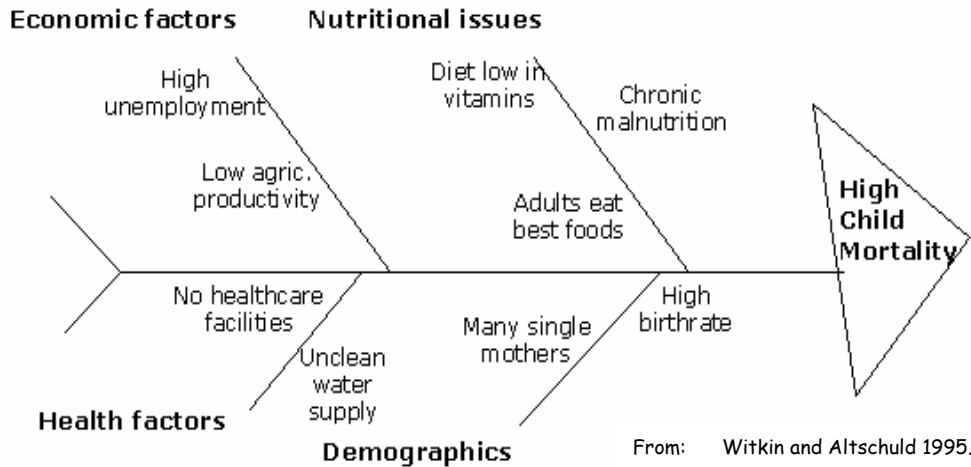 Economic factors
Nutritional issues
High
unemployment
Low agric.
productivity
Diet low in
vitamins
Chronic
malnutrition
Adults eat
best foods
High
Child
Mortality
No healthcare
facilities
Unclean
water
supply
Many single
mothers
High
birthrate
Health factors
Demographics
From: Witkin and Altschuld 1995.